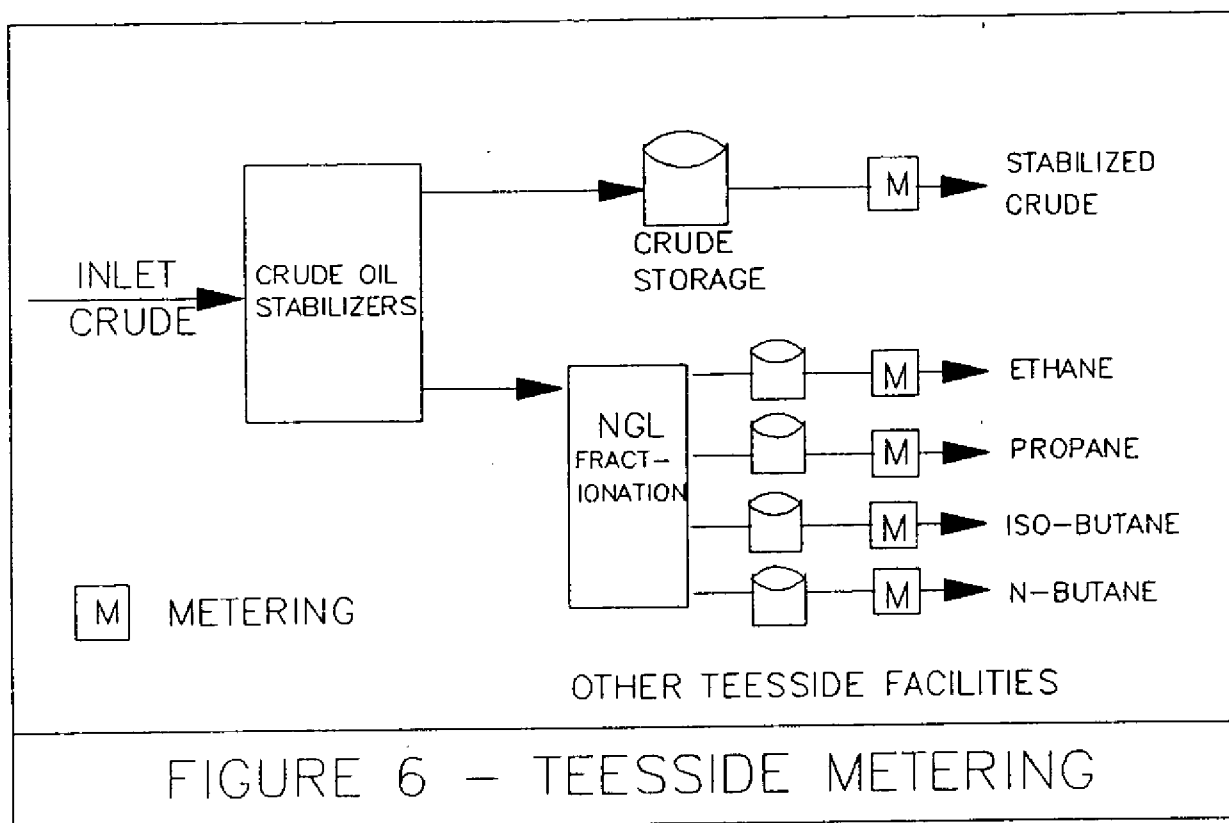 INLET
CRUDE
CRUDE OIL
STABILIZERS
CRUDE
STORAGE
M
STABILIZED
CRUDE
NGL
FRACT-
IONATION
M
ETHANE
M
PROPANE
M
ISO-BUTANE
M
N-BUTANE
M METERING
OTHER TEESSIDE FACILITIES
FIGURE 6 - TEESSIDE METERING